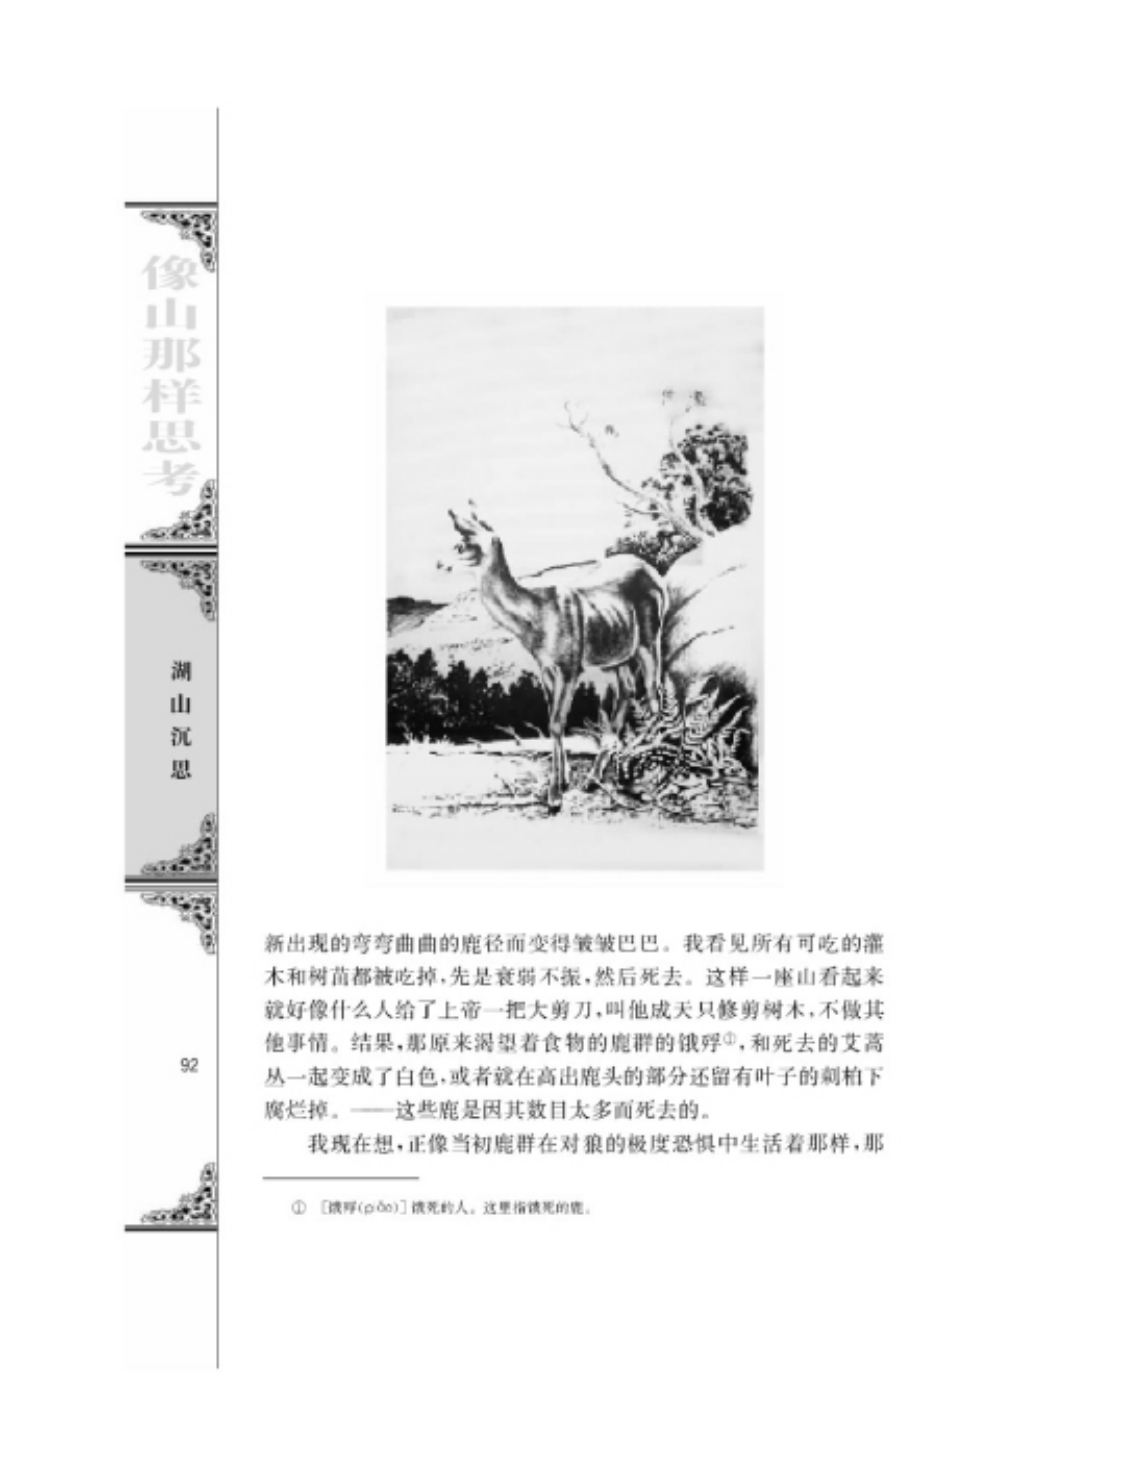 像山那样思考
湖山沉思
92
新出现的弯弯曲曲的鹿径而变得皱皱巴巴。我看见所有可吃的灌
木和树苗都被吃掉，先是衰弱不振，然后死去。这样一座山看起来
就好像什么人给了上帝一把大剪刀，叫他成天只修剪树木，不做其
他事情。结果，那原来渴望着食物的鹿群的饿殍①，和死去的艾蒿
丛一起变成了白色，或者就在高出鹿头的部分还留有叶子的刺柏下
腐烂掉。——这些鹿是因其数目太多而死去的。
我现在想，正像当初鹿群在对狼的极度恐惧中生活着那样，那
① ［饿殍(piǎo)］饿死的人。这里指饿死的鹿。